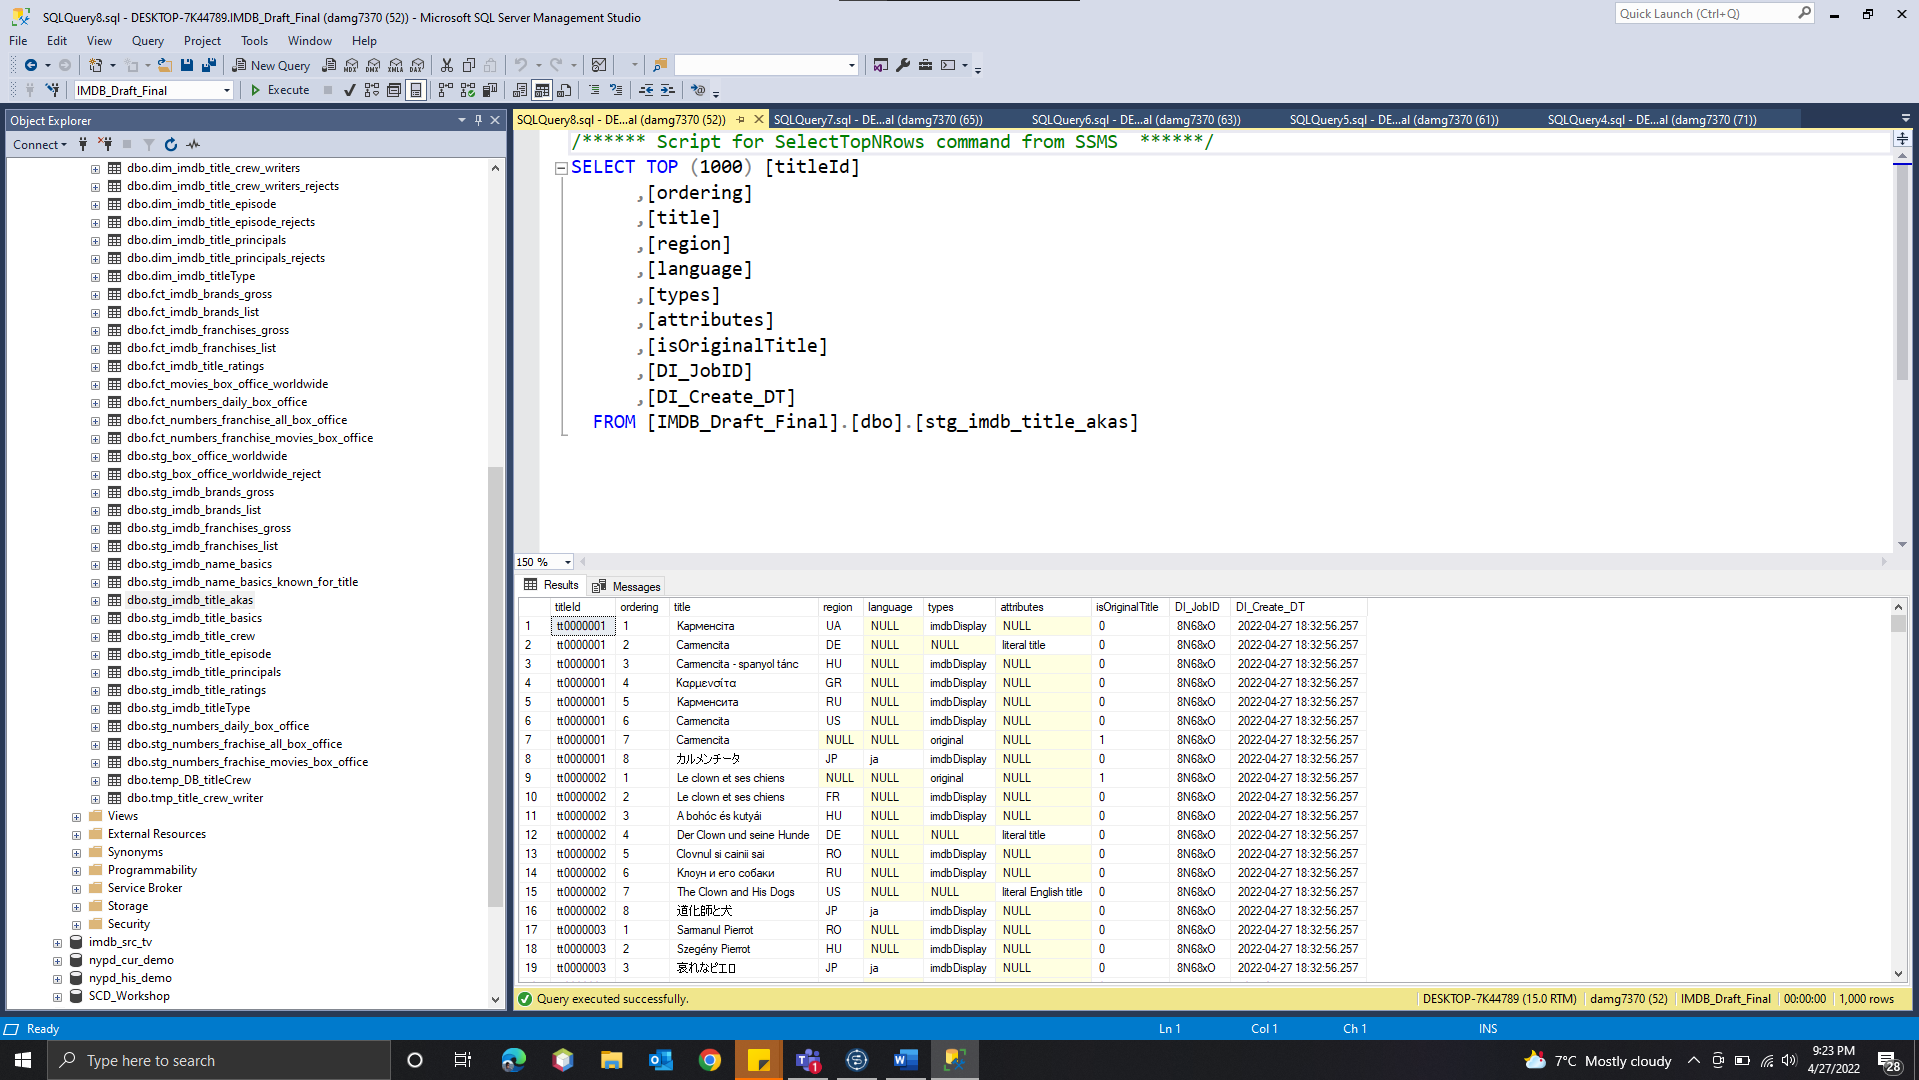 SQLQuery8.sql - DESKTOP-7K44789.IMDB_Draft_Final (damg7370 (52)) - Microsoft SQL Server Management Studio
Quick Launch (Ctrl+Q)
File Edit View Query Project Tools Window Help
New Query
MDX DMX XMLA DAX
IMDB_Draft_Final Execute
Object Explorer
Connect
dbo.dim_imdb_title_crew_writers
dbo.dim_imdb_title_crew_writers_rejects
dbo.dim_imdb_title_episode
dbo.dim_imdb_title_episode_rejects
dbo.dim_imdb_title_principals
dbo.dim_imdb_title_principals_rejects
dbo.dim_imdb_titleType
dbo.fct_imdb_brands_gross
dbo.fct_imdb_brands_list
dbo.fct_imdb_franchises_gross
dbo.fct_imdb_franchises_list
dbo.fct_imdb_title_ratings
dbo.fct_movies_box_office_worldwide
dbo.fct_numbers_daily_box_office
dbo.fct_numbers_franchise_all_box_office
dbo.fct_numbers_franchise_movies_box_office
dbo.stg_box_office_worldwide
dbo.stg_box_office_worldwide_reject
dbo.stg_imdb_brands_gross
dbo.stg_imdb_brands_list
dbo.stg_imdb_franchises_gross
dbo.stg_imdb_franchises_list
dbo.stg_imdb_name_basics
dbo.stg_imdb_name_basics_known_for_title
dbo.stg_imdb_title_akas
dbo.stg_imdb_title_basics
dbo.stg_imdb_title_crew
dbo.stg_imdb_title_episode
dbo.stg_imdb_title_principals
dbo.stg_imdb_title_ratings
dbo.stg_imdb_titleType
dbo.stg_numbers_daily_box_office
dbo.stg_numbers_frachise_all_box_office
dbo.stg_numbers_frachise_movies_box_office
dbo.temp_DB_titleCrew
dbo.tmp_title_crew_writer
Views
External Resources
Synonyms
Programmability
Service Broker
Storage
Security
imdb_src_tv
nypd_cur_demo
nypd_his_demo
SCD_Workshop
SQLQuery8.sql - DE...al (damg7370 (52)) SQLQuery7.sql - DE...al (damg7370 (65)) SQLQuery6.sql - DE...al (damg7370 (63)) SQLQuery5.sql - DE...al (damg7370 (61)) SQLQuery4.sql - DE...al (damg7370 (71))
/****** Script for SelectTopNRows command from SSMS ******/
SELECT TOP (1000) [titleId]
,[ordering]
,[title]
,[region]
,[language]
,[types]
,[attributes]
,[isOriginalTitle]
,[DI_JobID]
,[DI_Create_DT]
FROM [IMDB_Draft_Final].[dbo].[stg_imdb_title_akas]
150 %
Results Messages
titleId ordering title region language types attributes isOriginalTitle DI_JobID DI_Create_DT
1 tt0000001 1 Карменсіта UA NULL imdbDisplay NULL 0 8N68xO 2022-04-27 18:32:56.257
2 tt0000001 2 Carmencita DE NULL NULL literal title 0 8N68xO 2022-04-27 18:32:56.257
3 tt0000001 3 Carmencita - spanyol tánc HU NULL imdbDisplay NULL 0 8N68xO 2022-04-27 18:32:56.257
4 tt0000001 4 Καρμενσίτα GR NULL imdbDisplay NULL 0 8N68xO 2022-04-27 18:32:56.257
5 tt0000001 5 Карменсита RU NULL imdbDisplay NULL 0 8N68xO 2022-04-27 18:32:56.257
6 tt0000001 6 Carmencita US NULL imdbDisplay NULL 0 8N68xO 2022-04-27 18:32:56.257
7 tt0000001 7 Carmencita NULL NULL original NULL 1 8N68xO 2022-04-27 18:32:56.257
8 tt0000001 8 カルメンチータ JP ja imdbDisplay NULL 0 8N68xO 2022-04-27 18:32:56.257
9 tt0000002 1 Le clown et ses chiens NULL NULL original NULL 1 8N68xO 2022-04-27 18:32:56.257
10 tt0000002 2 Le clown et ses chiens FR NULL imdbDisplay NULL 0 8N68xO 2022-04-27 18:32:56.257
11 tt0000002 3 A bohóc és kutyái HU NULL imdbDisplay NULL 0 8N68xO 2022-04-27 18:32:56.257
12 tt0000002 4 Der Clown und seine Hunde DE NULL NULL literal title 0 8N68xO 2022-04-27 18:32:56.257
13 tt0000002 5 Clovnul si cainii sai RO NULL imdbDisplay NULL 0 8N68xO 2022-04-27 18:32:56.257
14 tt0000002 6 Клоун и его собаки RU NULL imdbDisplay NULL 0 8N68xO 2022-04-27 18:32:56.257
15 tt0000002 7 The Clown and His Dogs US NULL NULL literal English title 0 8N68xO 2022-04-27 18:32:56.257
16 tt0000002 8 道化師と犬 JP ja imdbDisplay NULL 0 8N68xO 2022-04-27 18:32:56.257
17 tt0000003 1 Sarmanul Pierrot RO NULL imdbDisplay NULL 0 8N68xO 2022-04-27 18:32:56.257
18 tt0000003 2 Szegény Pierrot HU NULL imdbDisplay NULL 0 8N68xO 2022-04-27 18:32:56.257
19 tt0000003 3 哀れなピエロ JP ja imdbDisplay NULL 0 8N68xO 2022-04-27 18:32:56.257
Query executed successfully. DESKTOP-7K44789 (15.0 RTM) damg7370 (52) IMDB_Draft_Final 00:00:00 1,000 rows
Ready Ln 1 Col 1 Ch 1 INS
Type here to search 7°C Mostly cloudy 9:23 PM
4/27/2022
28
1